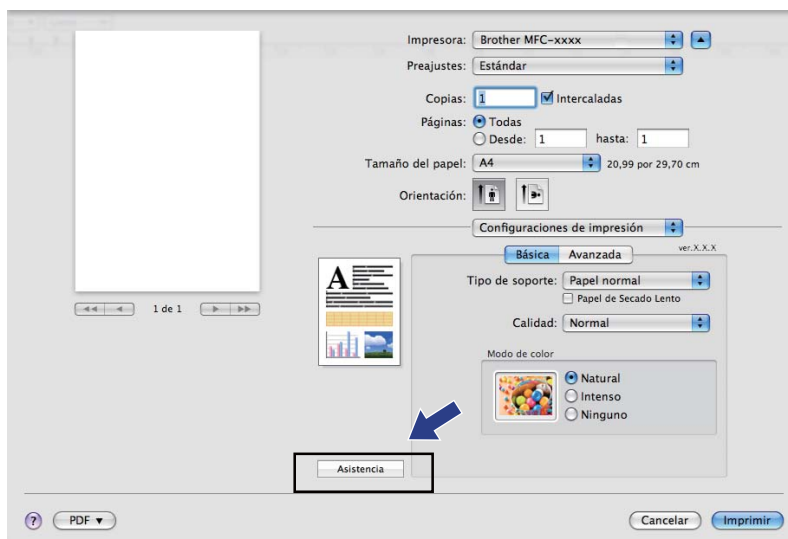 Impresora: Brother MFC-xxxx
Preajustes: Estándar
Copias: 1 Intercaladas
Páginas: Todas
Desde: 1 hasta: 1
Tamaño del papel: A4 20,99 por 29,70 cm
Orientación:
Configuraciones de impresión
Básica Avanzada ver.X.X.X
Tipo de soporte: Papel normal
Papel de Secado Lento
1 de 1
Calidad: Normal
Modo de color
Natural
Intenso
Ninguno
A
Asistencia
? PDF ▼ Cancelar Imprimir